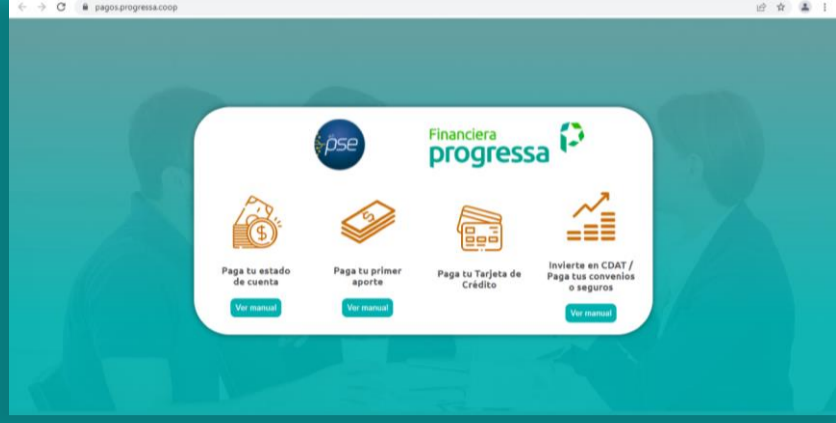 pagos.progressa.coop
pse
Financiera
progressa
Paga tu estado
de cuenta
Ver manual
Paga tu primer
aporte
Ver manual
Paga tu Tarjeta de
Crédito
Invierte en CDAT /
Paga tus convenios
o seguros
Ver manual